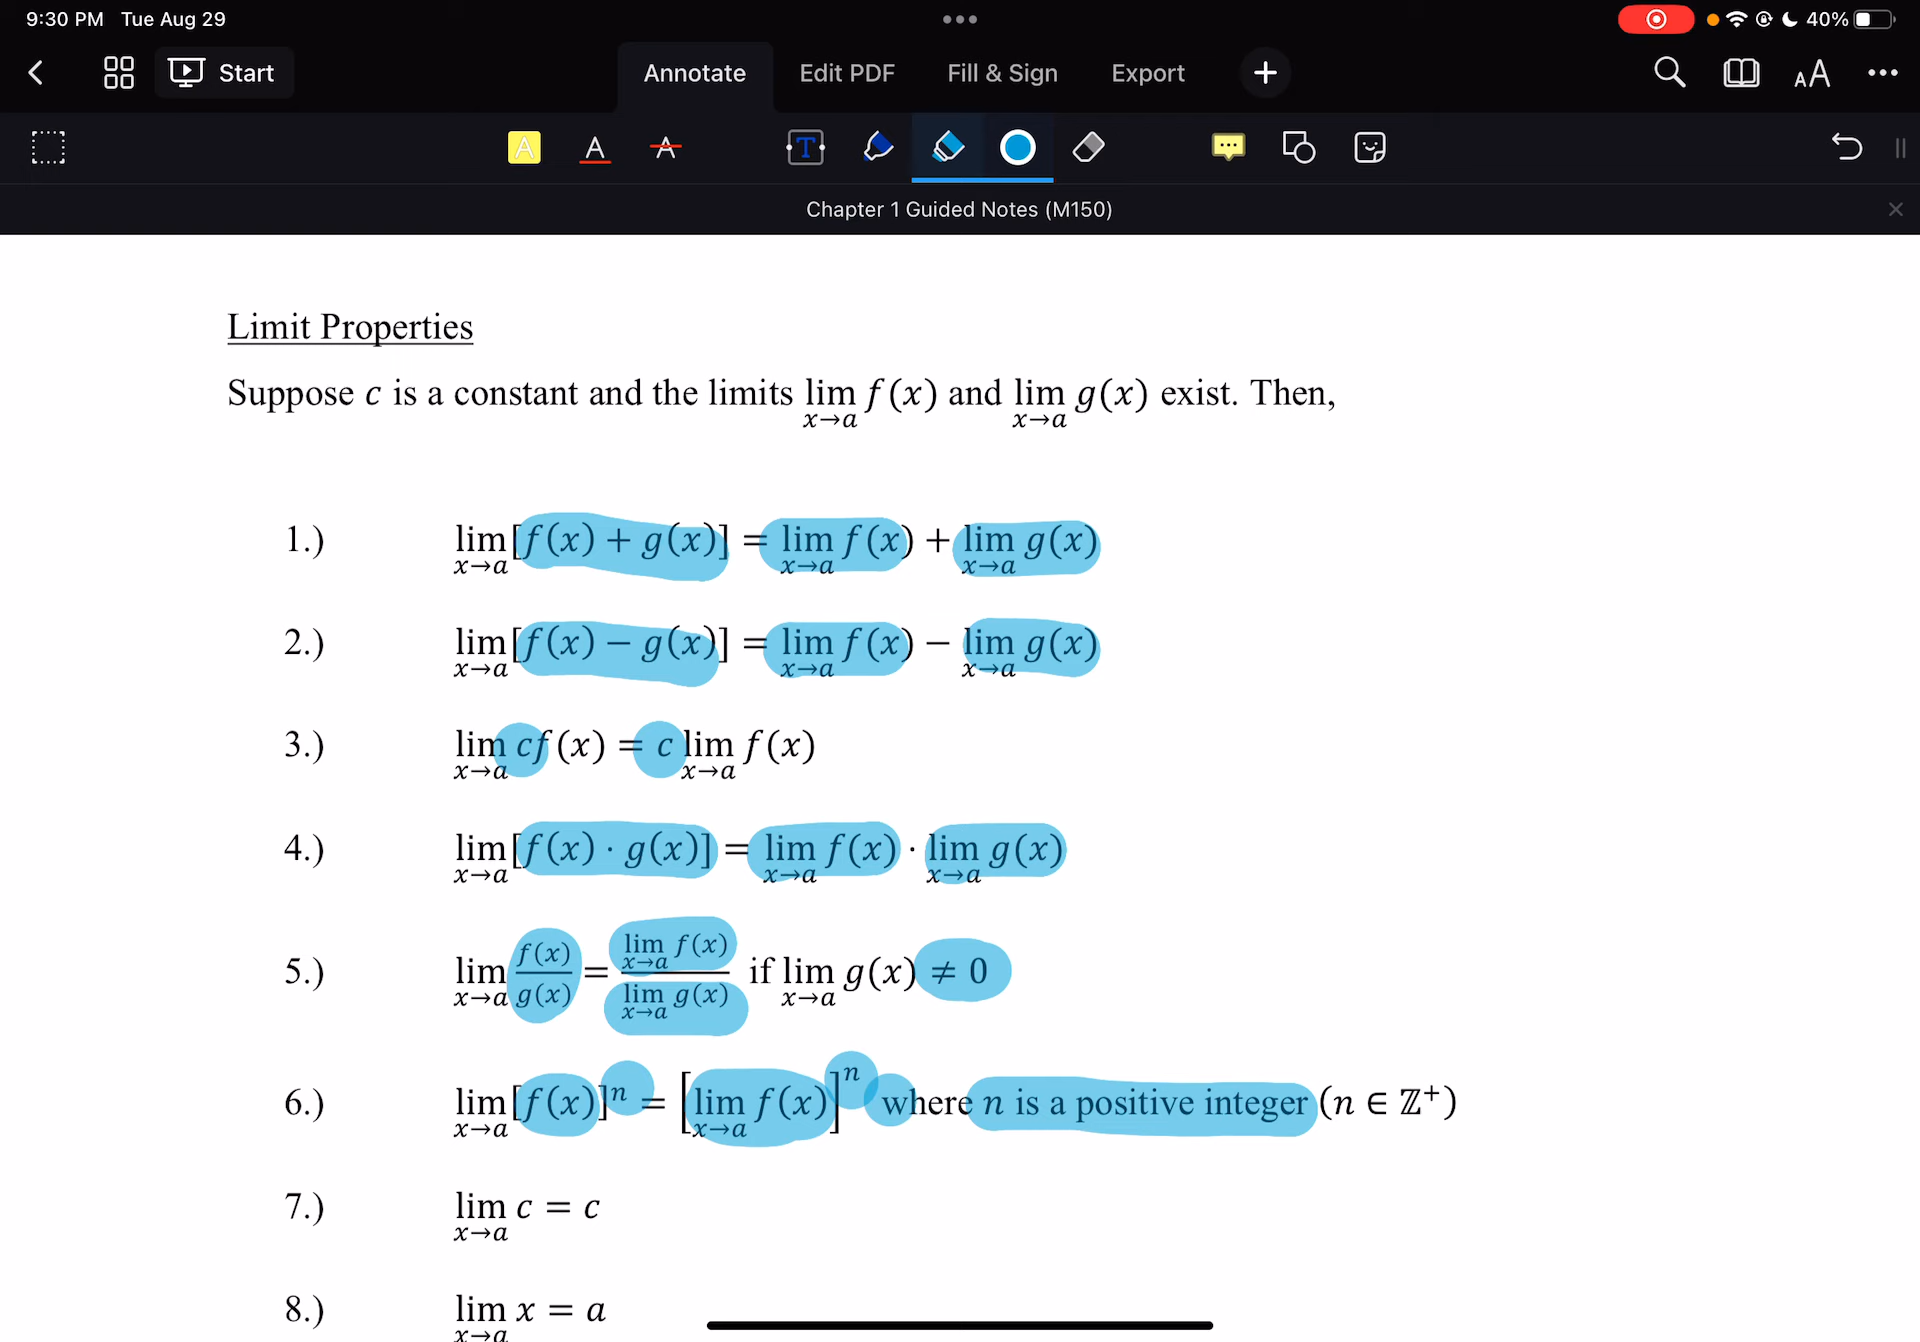 9:30 PM Tue Aug 29 40%
Start Annotate Edit PDF Fill & Sign Export
Chapter 1 Guided Notes (M150)
Limit Properties
Suppose c is a constant and the limits lim_{x→a} f(x) and lim_{x→a} g(x) exist. Then,
1.) lim_{x→a} [f(x) + g(x)] = lim_{x→a} f(x) + lim_{x→a} g(x)
2.) lim_{x→a} [f(x) − g(x)] = lim_{x→a} f(x) − lim_{x→a} g(x)
3.) lim_{x→a} cf(x) = c lim_{x→a} f(x)
4.) lim_{x→a} [f(x) · g(x)] = lim_{x→a} f(x) · lim_{x→a} g(x)
5.) lim_{x→a} f(x)/g(x) = lim_{x→a} f(x) / lim_{x→a} g(x) if lim_{x→a} g(x) ≠ 0
6.) lim_{x→a} [f(x)]^n = [lim_{x→a} f(x)]^n where n is a positive integer (n ∈ ℤ⁺)
7.) lim_{x→a} c = c
8.) lim_{x→a} x = a